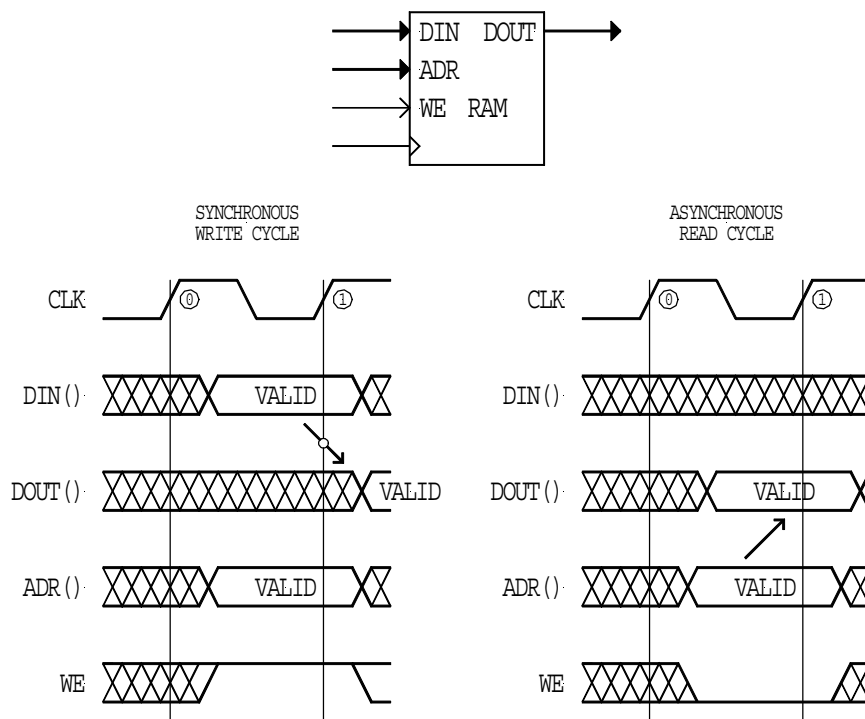 DIN DOUT
ADR
WE RAM
SYNCHRONOUS
WRITE CYCLE
CLK 0 1
DIN() VALID
DOUT() VALID
ADR() VALID
WE
ASYNCHRONOUS
READ CYCLE
CLK 0 1
DIN()
DOUT() VALID
ADR() VALID
WE